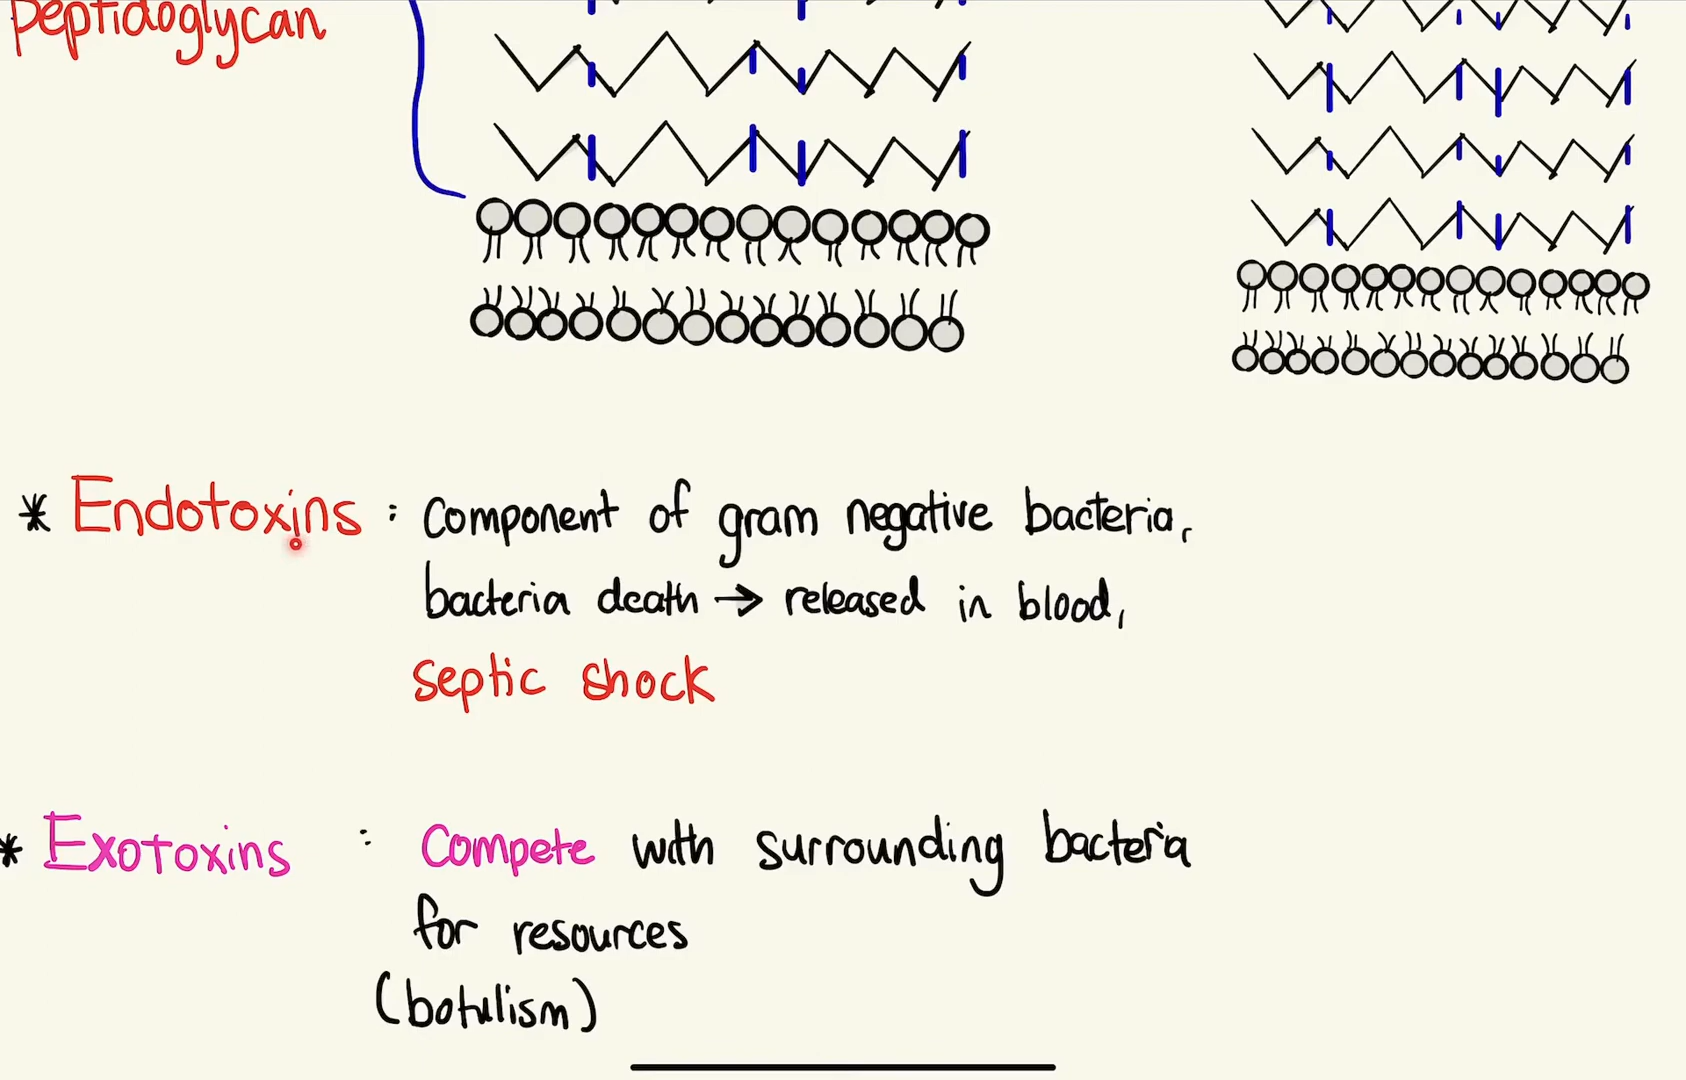 Peptidoglycan
* Endotoxins : Component of gram negative bacteria,
bacteria death → released in blood,
septic shock
* Exotoxins : Compete with surrounding bacteria
for resources
(botulism)